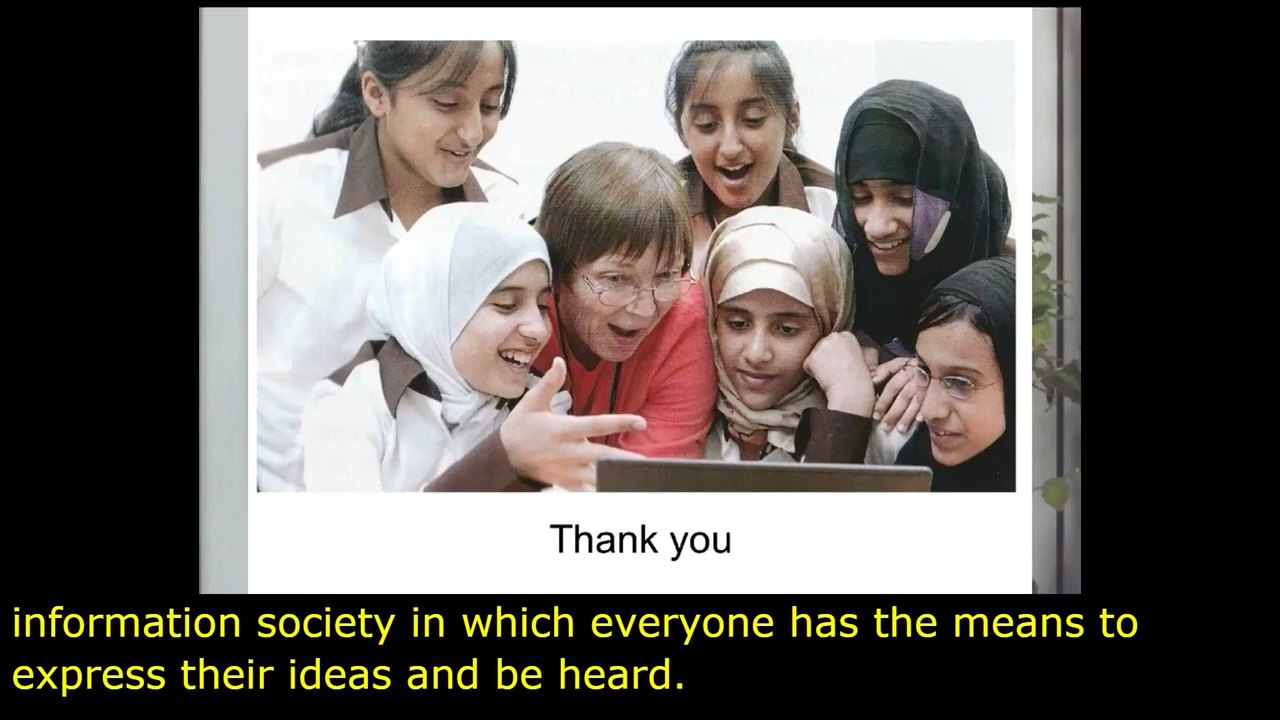 Thank you
information society in which everyone has the means to
express their ideas and be heard.